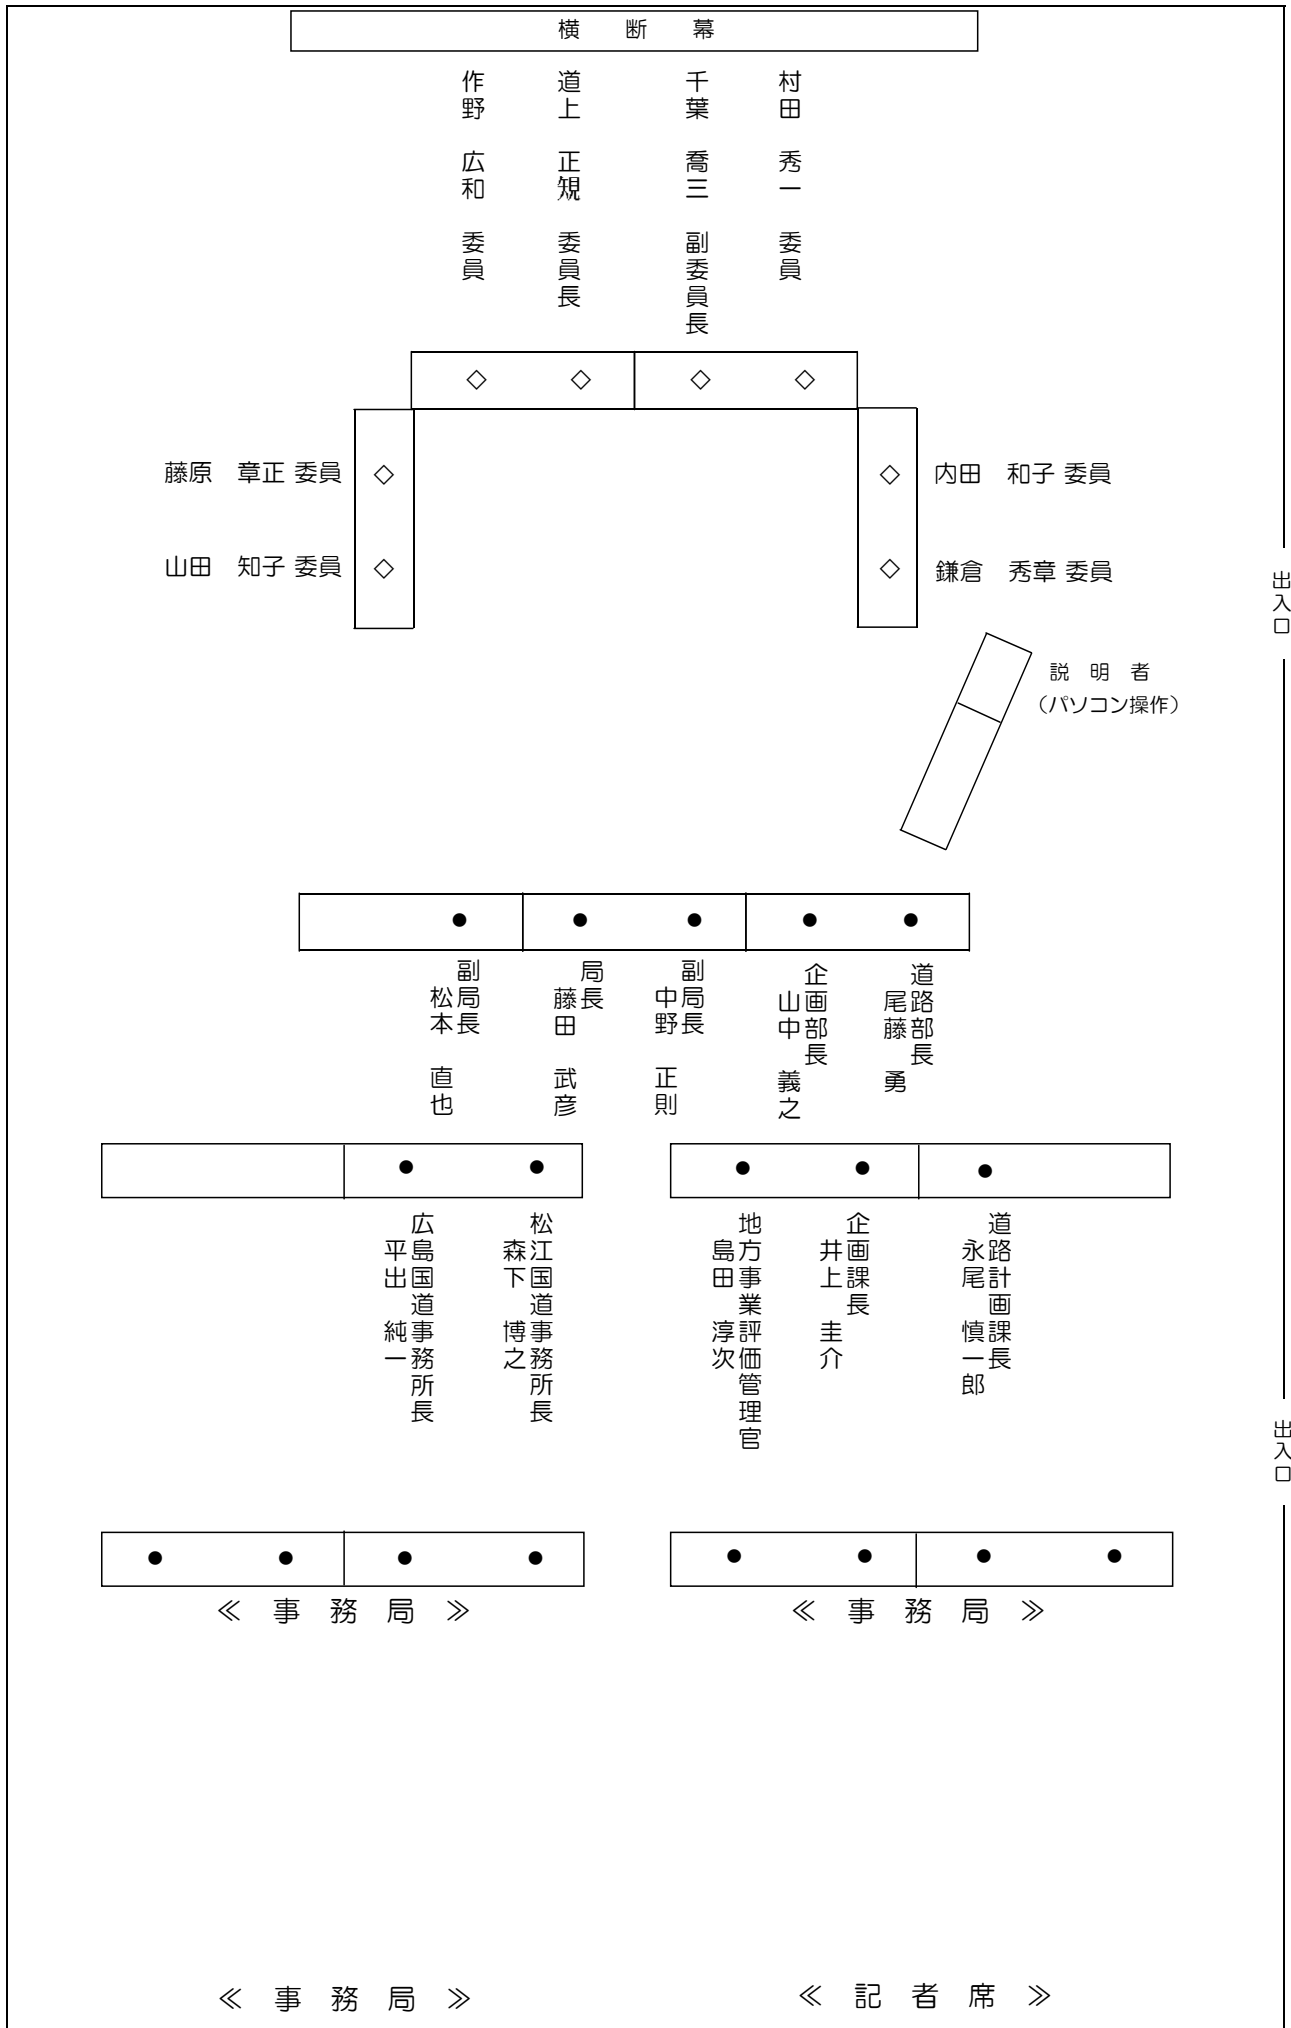 横断幕
作野 広和 委員
道上 正規 委員長
千葉 喬三 副委員長
村田 秀一 委員
藤原 章正 委員
内田 和子 委員
山田 知子 委員
鎌倉 秀章 委員
出入口
説明者
（パソコン操作）
副局長
松本 直也
局長
藤田 武彦
副局長
中野 正則
企画部長
山中 義之
道路部長
尾藤 勇
広島国道事務所長
平出 純一
松江国道事務所長
森下 博之
地方事業評価管理官
島田 淳次
企画課長
井上 圭介
道路計画課長
永尾 慎一郎
出入口
≪ 事務局 ≫
≪ 事務局 ≫
≪ 事務局 ≫
≪ 記者席 ≫